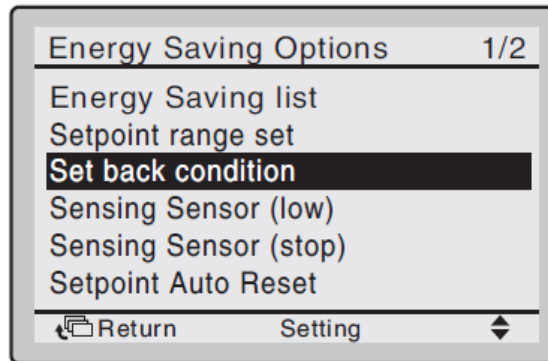 Energy Saving Options 1/2
Energy Saving list
Setpoint range set
Set back condition
Sensing Sensor (low)
Sensing Sensor (stop)
Setpoint Auto Reset
Return Setting